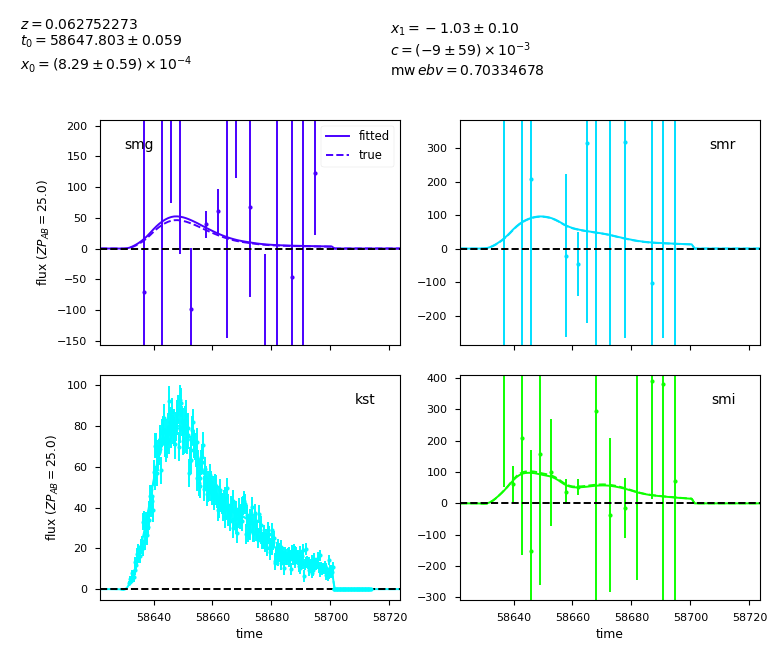 z = 0.062752273
t₀ = 58647.803 ± 0.059
x₀ = (8.29 ± 0.59) × 10⁻⁴
x₁ = −1.03 ± 0.10
c = (−9 ± 59) × 10⁻³
mw ebv = 0.70334678
smg
fitted
true
200
150
100
50
0
−50
−100
−150
flux (ZP_AB = 25.0)
smr
300
200
100
0
−100
−200
kst
100
80
60
40
20
0
flux (ZP_AB = 25.0)
58640 58660 58680 58700 58720
time
smi
400
300
200
100
0
−100
−200
−300
58640 58660 58680 58700 58720
time